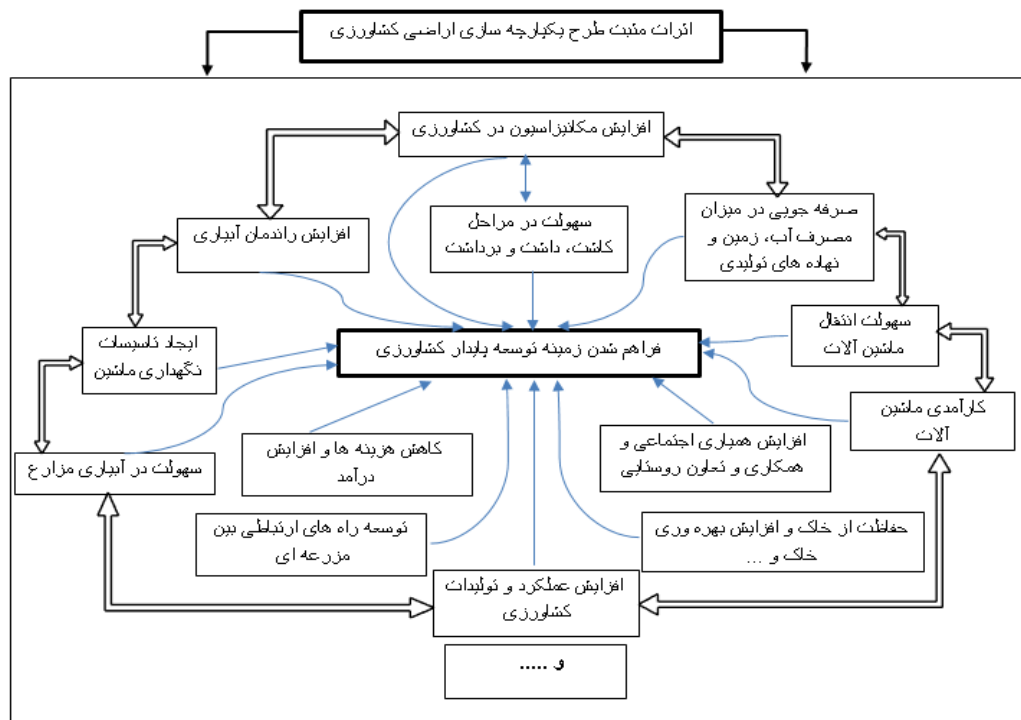 اثرات مثبت طرح یکپارچه سازی اراضی کشاورزی
افزایش مکانیزاسیون در کشاورزی
صرفه جویی در میزان
مصرف آب، زمین و
نهاده های تولیدی
سهولت در مراحل
کاشت، داشت و برداشت
افزایش راندمان آبیاری
سهولت انتقال
ماشین آلات
فراهم شدن زمینه توسعه پایدار کشاورزی
ایجاد تاسیسات
نگهداری ماشین
کارآمدی ماشین
آلات
افزایش همیاری اجتماعی و
همکاری و تعاون روستایی
کاهش هزینه ها و افزایش
درآمد
سهولت در آبیاری مزارع
حفاظت از خاک و افزایش بهره وری
خاک و ...
توسعه راه های ارتباطی بین
مزرعه ای
افزایش عملکرد و تولیدات
کشاورزی
و .....